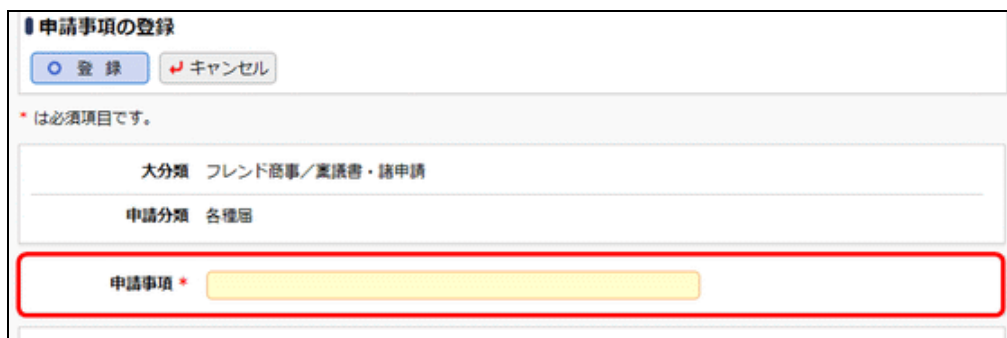 申請事項の登録
登 録 キャンセル
* は必須項目です。
大分類 フレンド商事／稟議書・諸申請
申請分類 各種届
申請事項 *